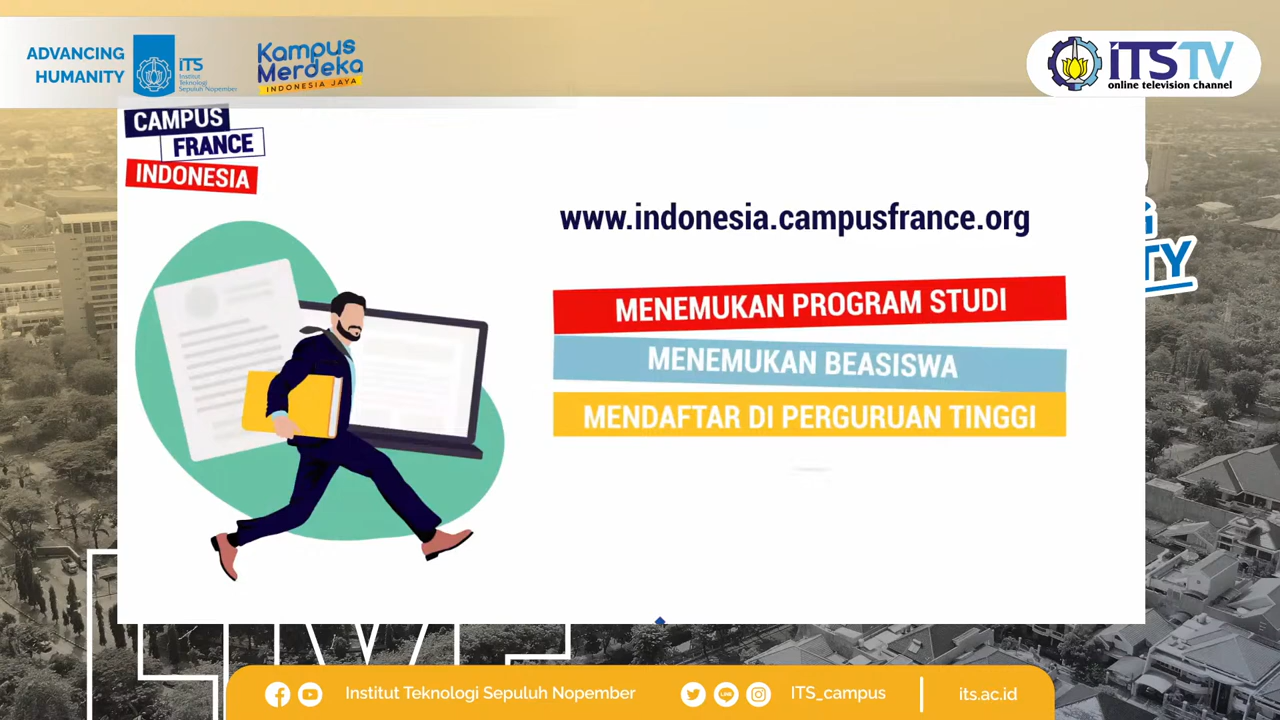 ADVANCING
HUMANITY
iTS
Institut
Teknologi
Sepuluh Nopember
Kampus
Merdeka
INDONESIA JAYA
iTSTV
online television channel
CAMPUS
FRANCE
INDONESIA
www.indonesia.campusfrance.org
MENEMUKAN PROGRAM STUDI
MENEMUKAN BEASISWA
MENDAFTAR DI PERGURUAN TINGGI
Institut Teknologi Sepuluh Nopember
ITS_campus
its.ac.id